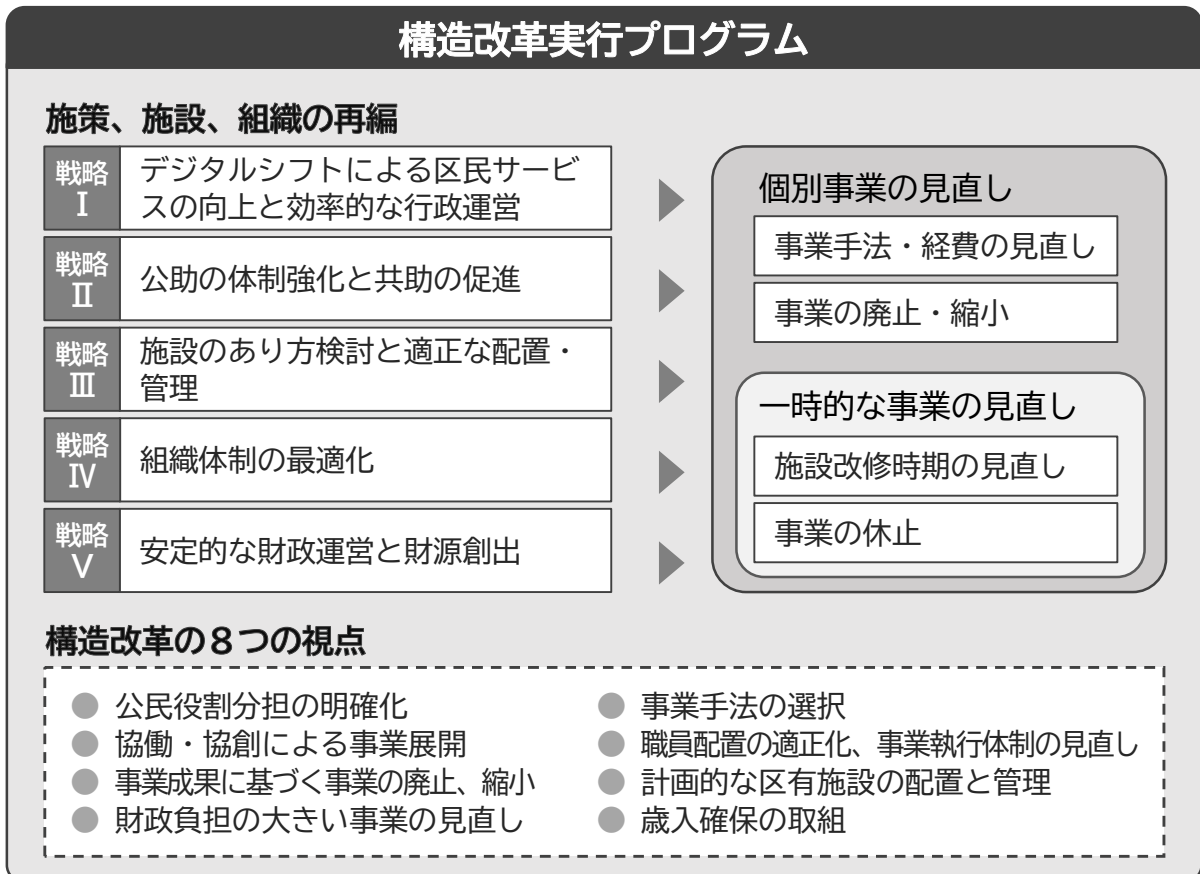 構造改革実行プログラム
施策、施設、組織の再編
戦略
Ⅰ
デジタルシフトによる区民サービ
スの向上と効率的な行政運営
戦略
Ⅱ
公助の体制強化と共助の促進
戦略
Ⅲ
施設のあり方検討と適正な配置・
管理
戦略
Ⅳ
組織体制の最適化
戦略
Ⅴ
安定的な財政運営と財源創出
個別事業の見直し
事業手法・経費の見直し
事業の廃止・縮小
一時的な事業の見直し
施設改修時期の見直し
事業の休止
構造改革の８つの視点
● 公民役割分担の明確化
● 協働・協創による事業展開
● 事業成果に基づく事業の廃止、縮小
● 財政負担の大きい事業の見直し
● 事業手法の選択
● 職員配置の適正化、事業執行体制の見直し
● 計画的な区有施設の配置と管理
● 歳入確保の取組